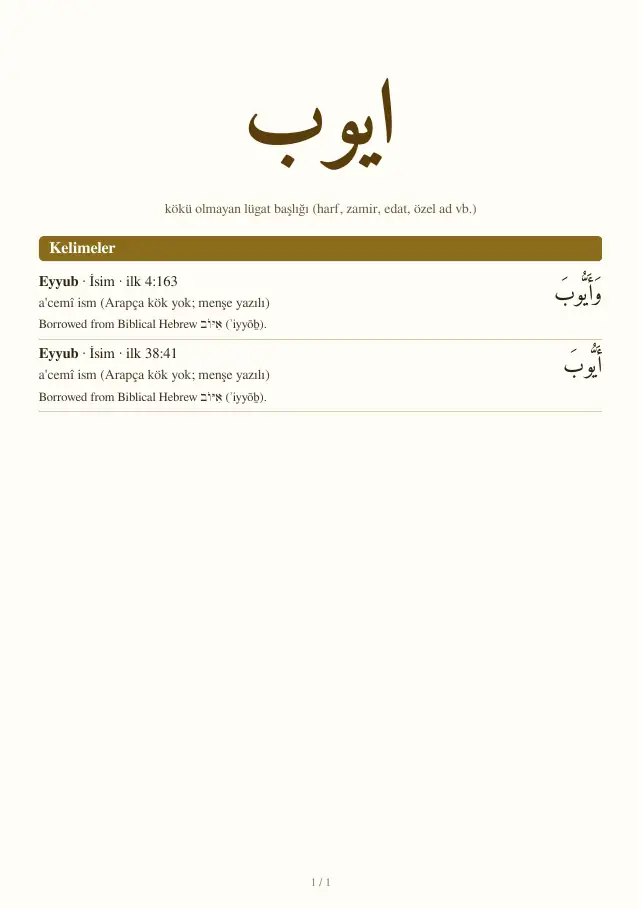 ايوب
kökü olmayan lügat başlığı (harf, zamir, edat, özel ad vb.)
Kelimeler
Eyyub · İsim · ilk 4:163 وَأَيُّوبَ
a'cemî ism (Arapça kök yok; menşe yazılı)
Borrowed from Biblical Hebrew אִיּוֹב (ʾiyyōḇ).
Eyyub · İsim · ilk 38:41 أَيُّوبَ
a'cemî ism (Arapça kök yok; menşe yazılı)
Borrowed from Biblical Hebrew אִיּוֹב (ʾiyyōḇ).
1 / 1